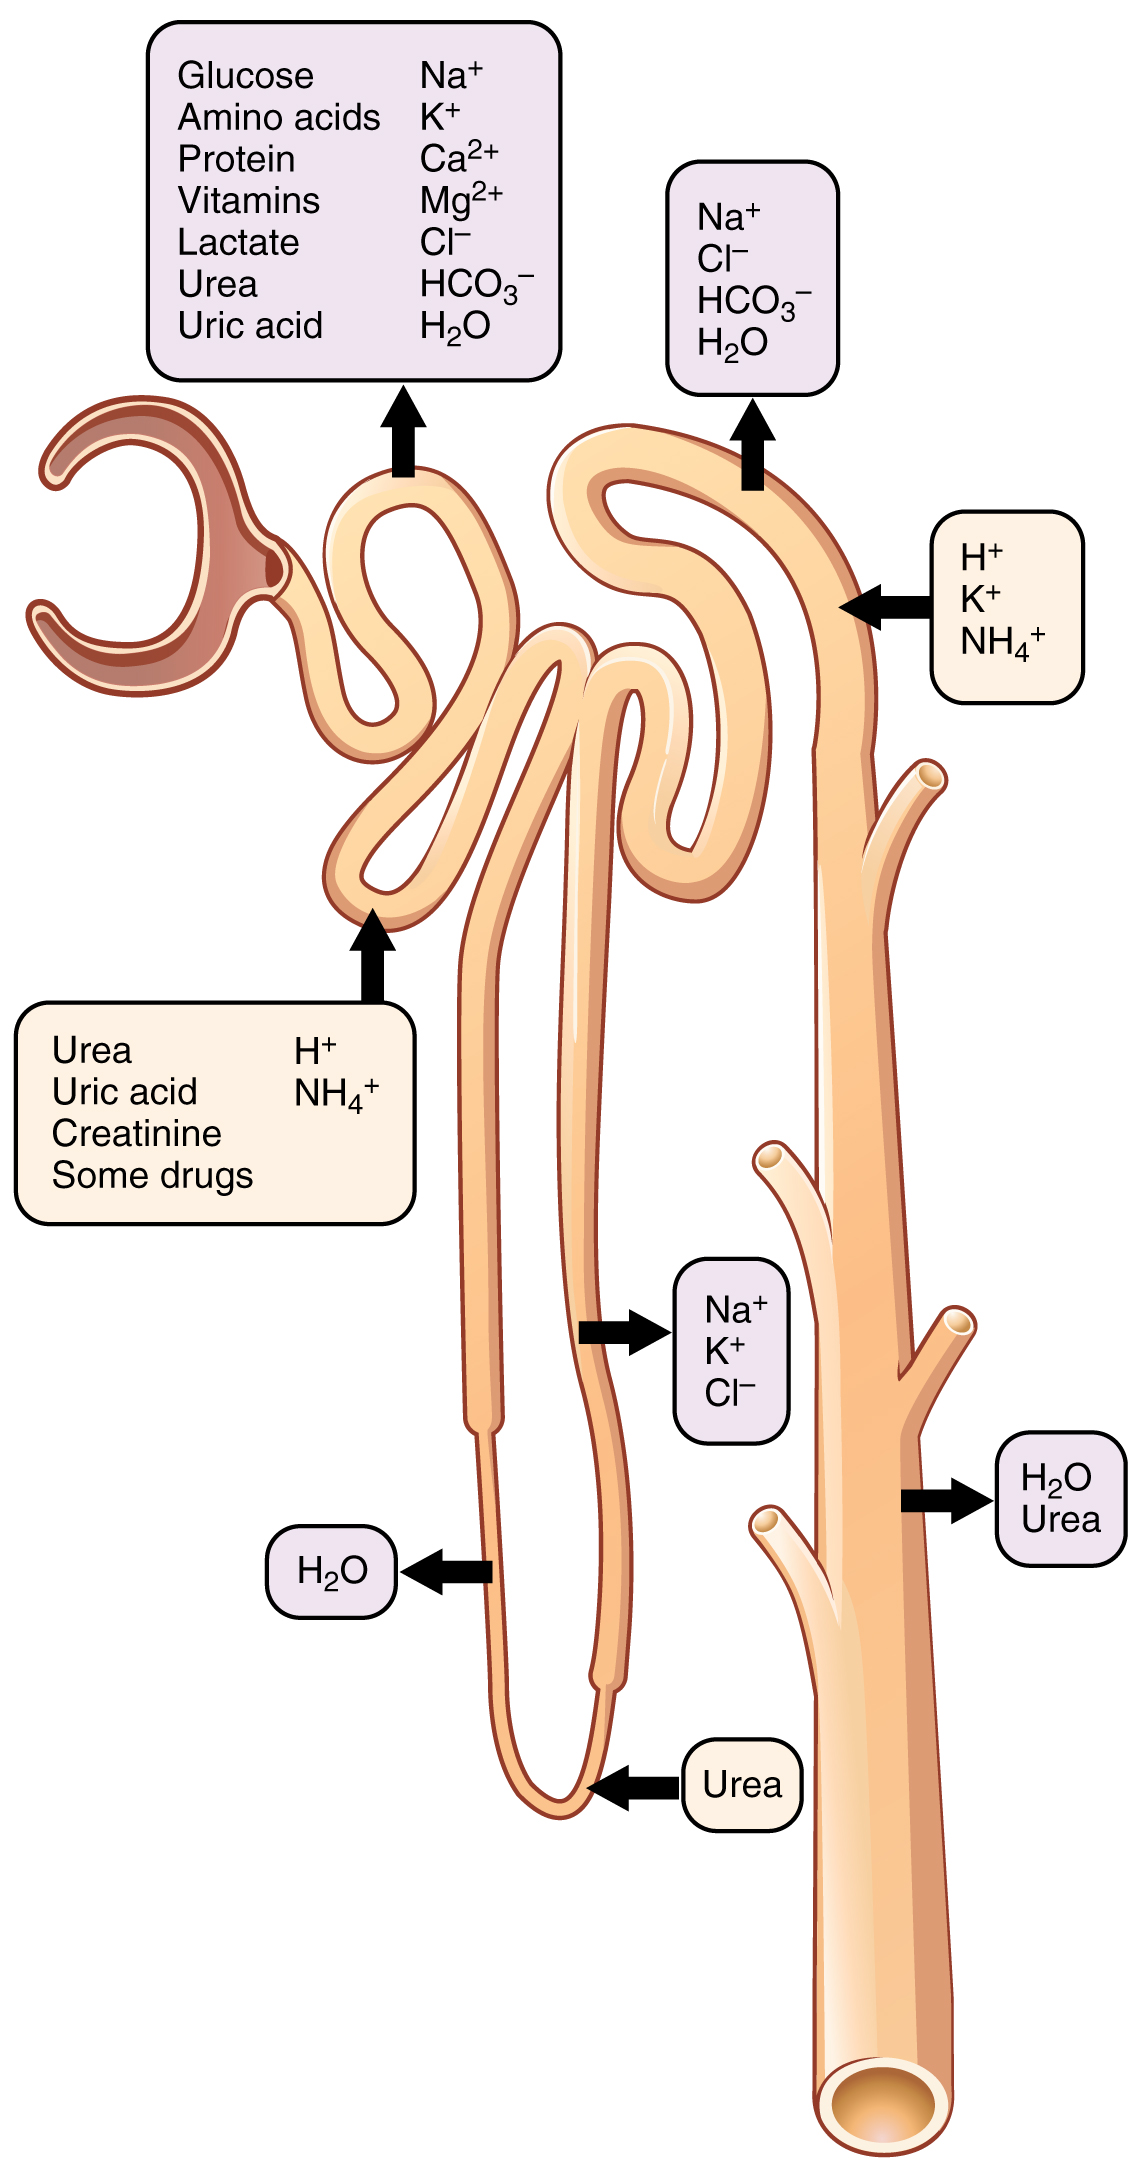 Glucose Na⁺
Amino acids K⁺
Protein Ca²⁺
Vitamins Mg²⁺
Lactate Cl⁻
Urea HCO₃⁻
Uric acid H₂O
Na⁺
Cl⁻
HCO₃⁻
H₂O
H⁺
K⁺
NH₄⁺
Urea H⁺
Uric acid NH₄⁺
Creatinine
Some drugs
Na⁺
K⁺
Cl⁻
H₂O
Urea
H₂O
Urea